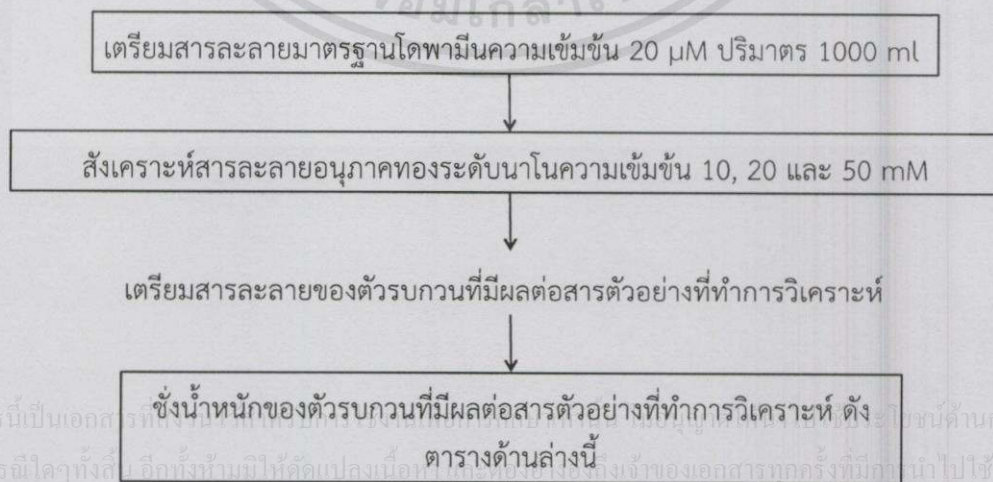 เตรียมสารละลายมาตรฐานโดพามีนความเข้มข้น 20 µM ปริมาตร 1000 ml
สังเคราะห์สารละลายอนุภาคทองระดับนาโนความเข้มข้น 10, 20 และ 50 mM
เตรียมสารละลายของตัวรบกวนที่มีผลต่อสารตัวอย่างที่ทำการวิเคราะห์
ชั่งน้ำหนักของตัวรบกวนที่มีผลต่อสารตัวอย่างที่ทำการวิเคราะห์ ดัง
ตารางด้านล่างนี้